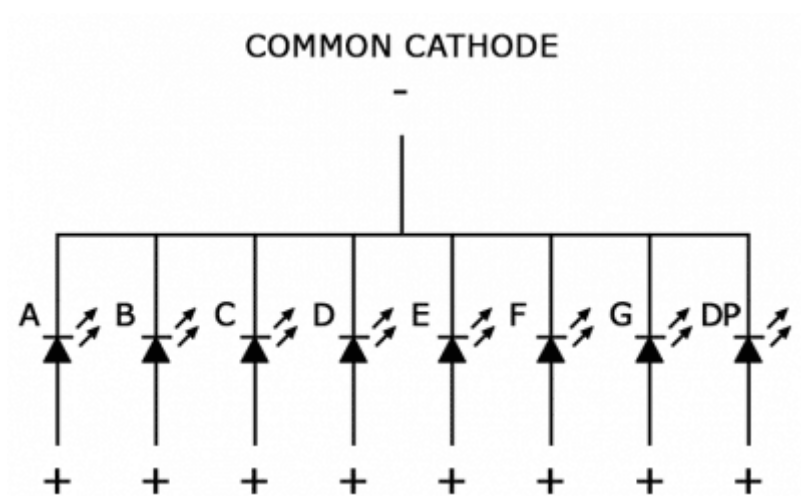 COMMON CATHODE
-
A B C D E F G DP
+ + + + + + + +